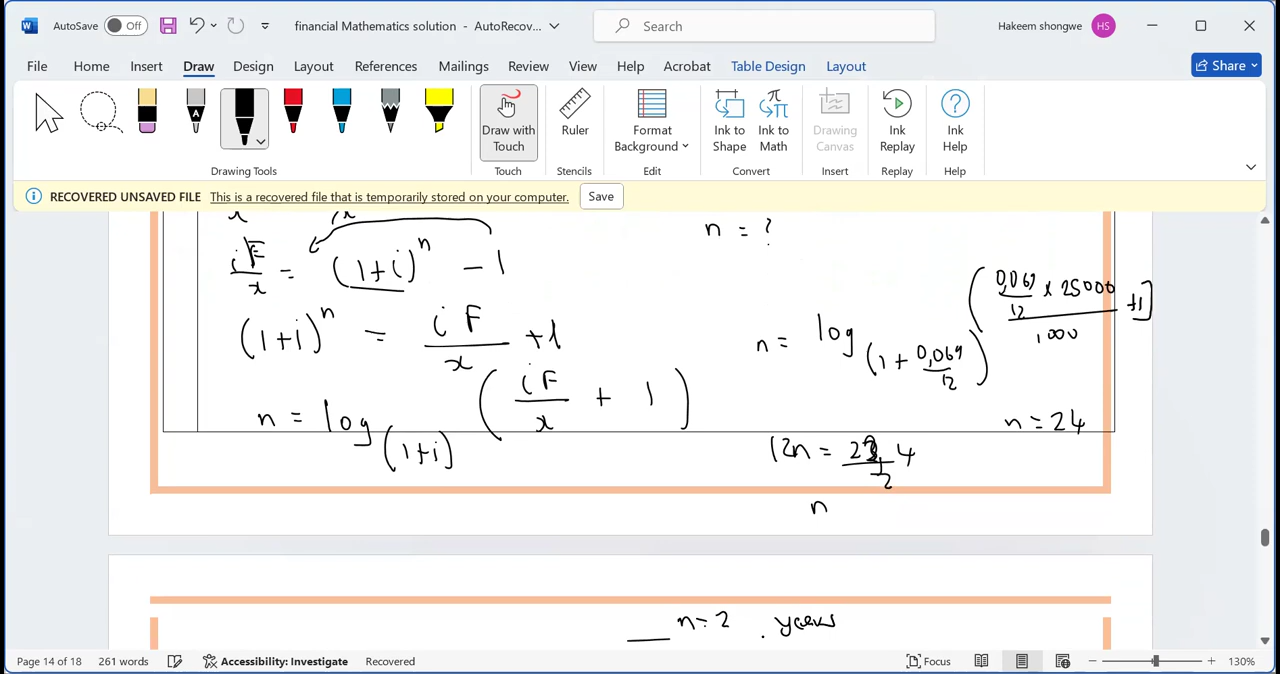 AutoSave Off financial Mathematics solution - AutoRecov... Search Hakeem shongwe HS
File Home Insert Draw Design Layout References Mailings Review View Help Acrobat Table Design Layout Share
A
Draw with Touch Ruler Format Background Ink to Shape Ink to Math Drawing Canvas Ink Replay Ink Help
Drawing Tools Touch Stencils Edit Convert Insert Replay Help
RECOVERED UNSAVED FILE This is a recovered file that is temporarily stored on your computer. Save
x x
iF/x = (1+i)^n - 1
(1+i)^n = iF/x + 1
n = log_(1+i) (iF/x + 1)
n = ?
n = log_(1 + 0,069/12) (0,069/12 x 25000/1000 + 1]
n = 24
12n =
n
n = 2 . years
Page 14 of 18 261 words Accessibility: Investigate Recovered Focus 130%